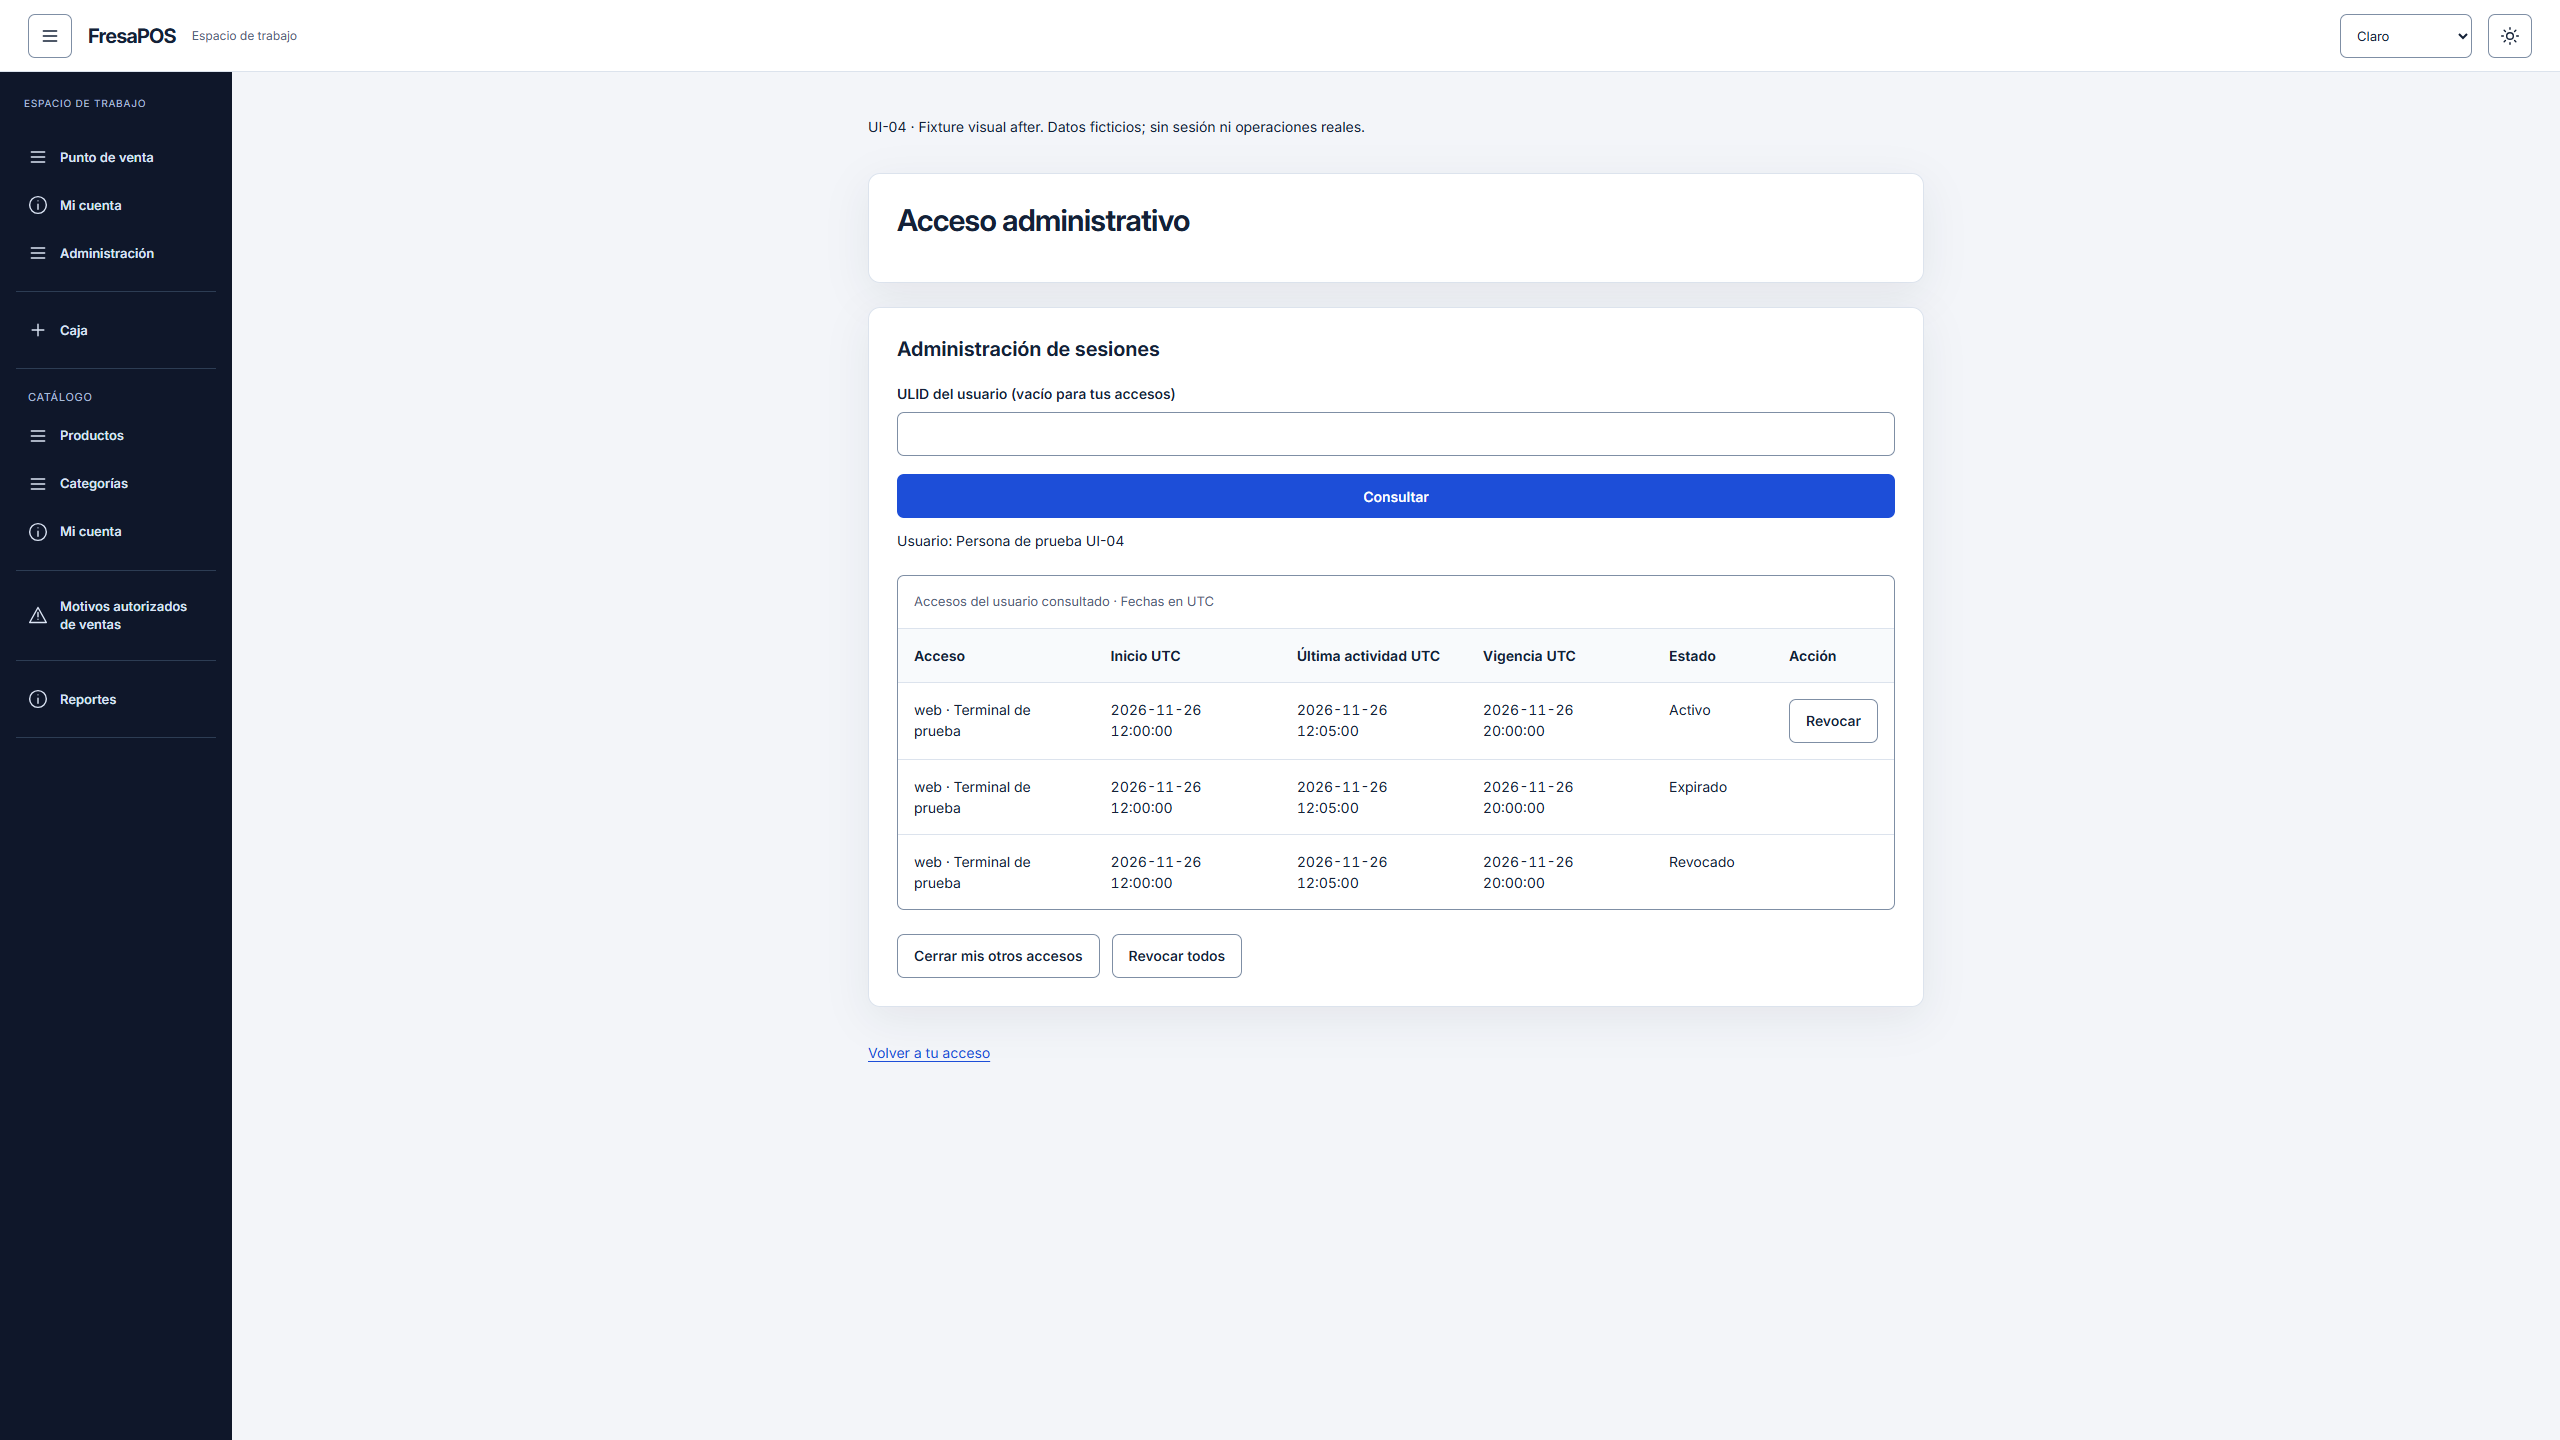 FresaPOS
Espacio de trabajo
Claro
ESPACIO DE TRABAJO
Punto de venta
Mi cuenta
Administración
Caja
CATÁLOGO
Productos
Categorías
Mi cuenta
Motivos autorizados
de ventas
Reportes
UI-04 · Fixture visual after. Datos ficticios; sin sesión ni operaciones reales.
Acceso administrativo
Administración de sesiones
ULID del usuario (vacío para tus accesos)
Consultar
Usuario: Persona de prueba UI-04
Accesos del usuario consultado · Fechas en UTC
Acceso Inicio UTC Última actividad UTC Vigencia UTC Estado Acción
web · Terminal de 2026-11-26 2026-11-26 2026-11-26 Activo Revocar
prueba 12:00:00 12:05:00 20:00:00
web · Terminal de 2026-11-26 2026-11-26 2026-11-26 Expirado
prueba 12:00:00 12:05:00 20:00:00
web · Terminal de 2026-11-26 2026-11-26 2026-11-26 Revocado
prueba 12:00:00 12:05:00 20:00:00
Cerrar mis otros accesos Revocar todos
Volver a tu acceso